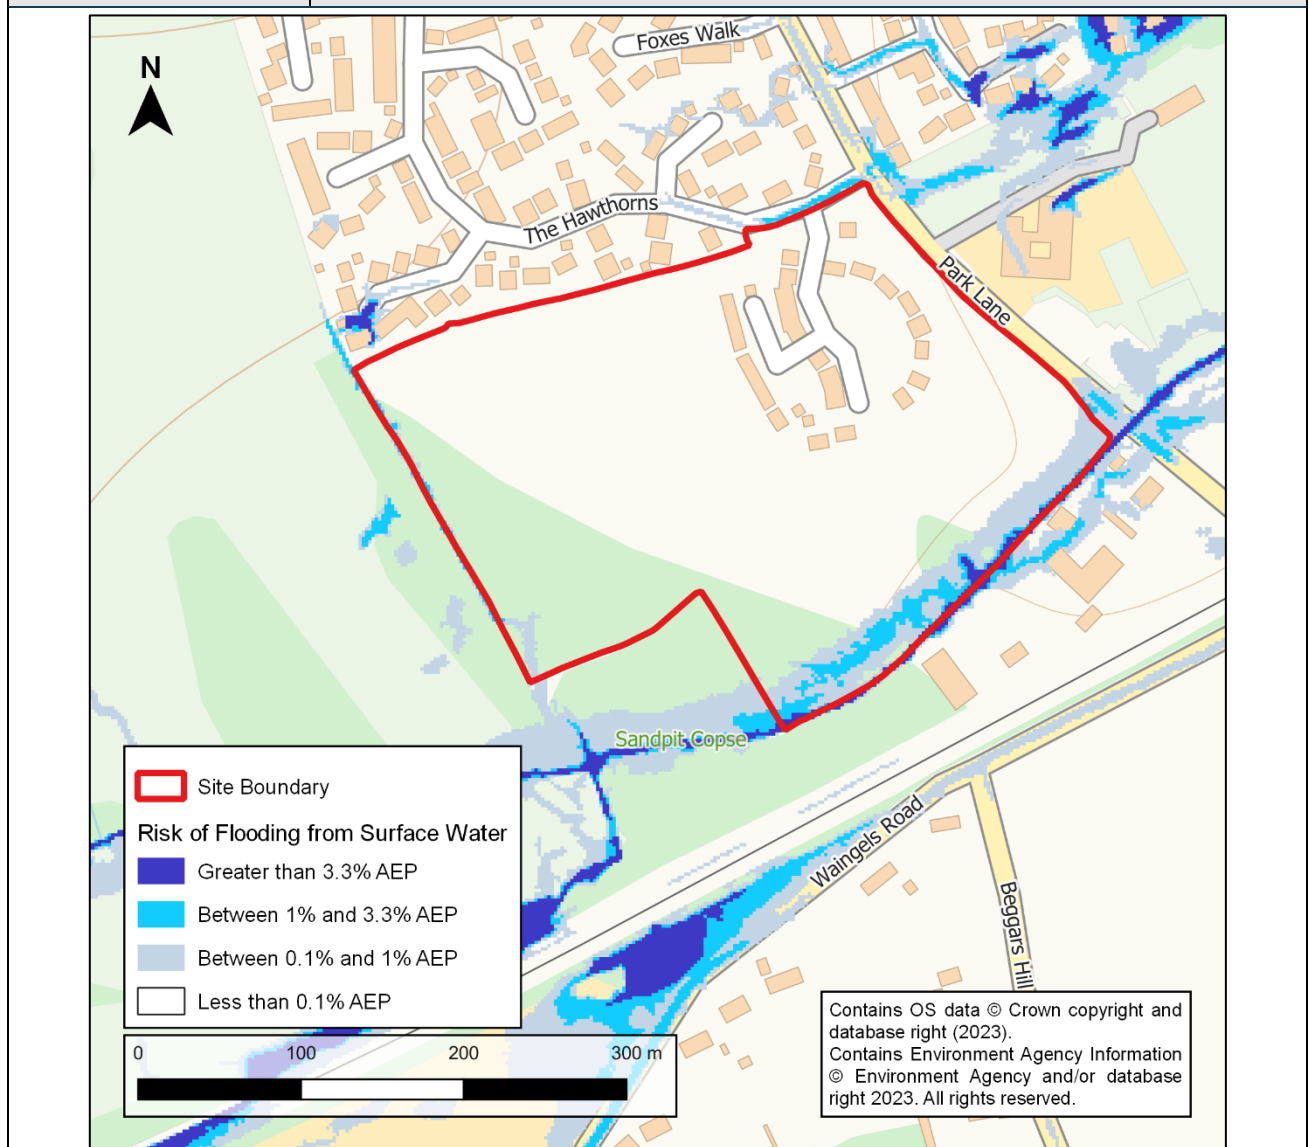 Foxes Walk
N
The Hawthorns
Park Lane
Sandpit Copse
Waingels Road
Beggars Hill
Site Boundary
Risk of Flooding from Surface Water
Greater than 3.3% AEP
Between 1% and 3.3% AEP
Between 0.1% and 1% AEP
Less than 0.1% AEP
0 100 200 300 m
Contains OS data © Crown copyright and
database right (2023).
Contains Environment Agency Information
© Environment Agency and/or database
right 2023. All rights reserved.